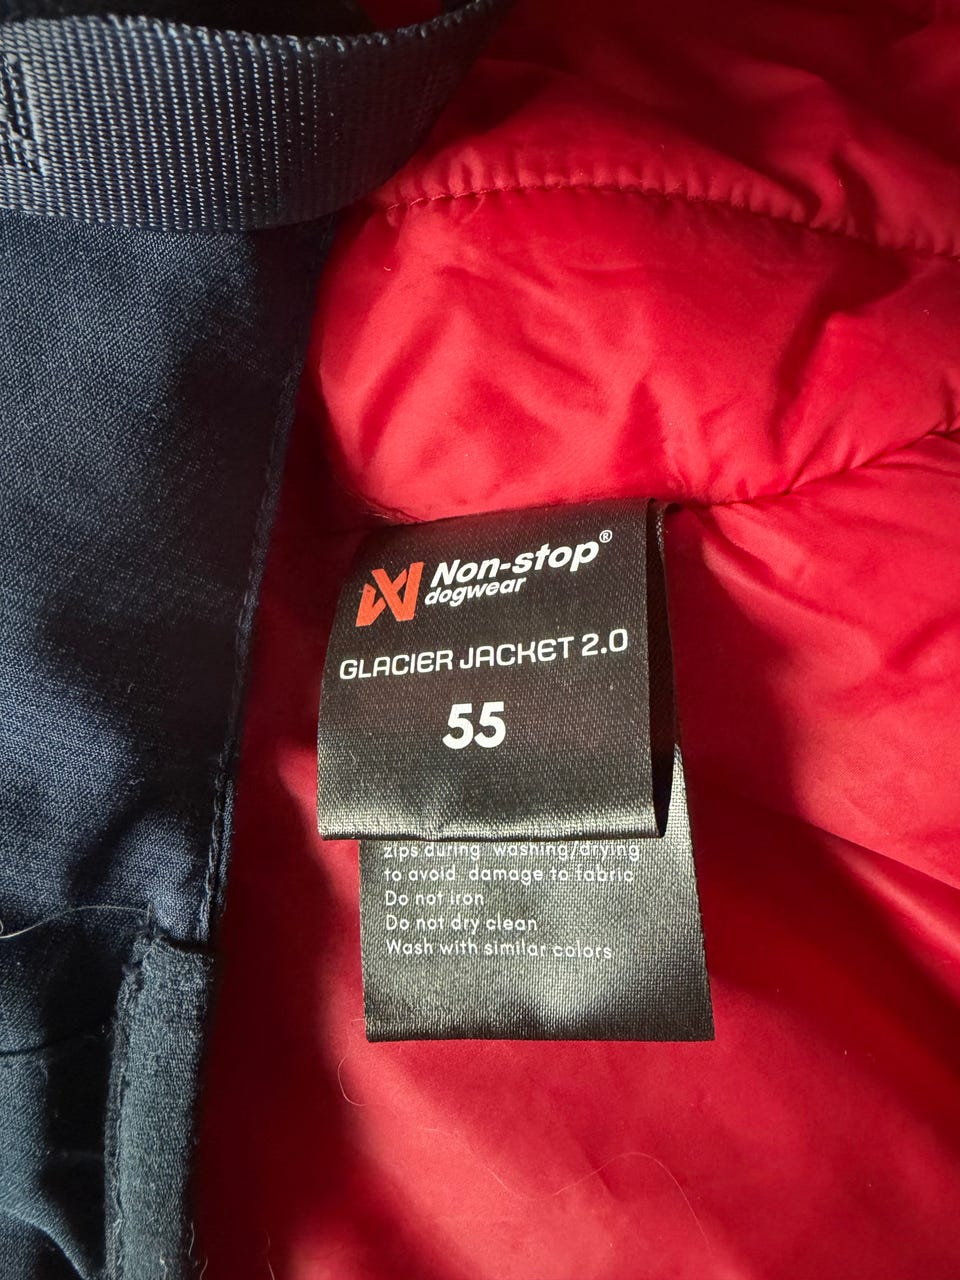 Non-stop®
dogwear
GLACIER JACKET 2.0
55
zips during washing/drying
to avoid damage to fabric
Do not iron
Do not dry clean
Wash with similar colors